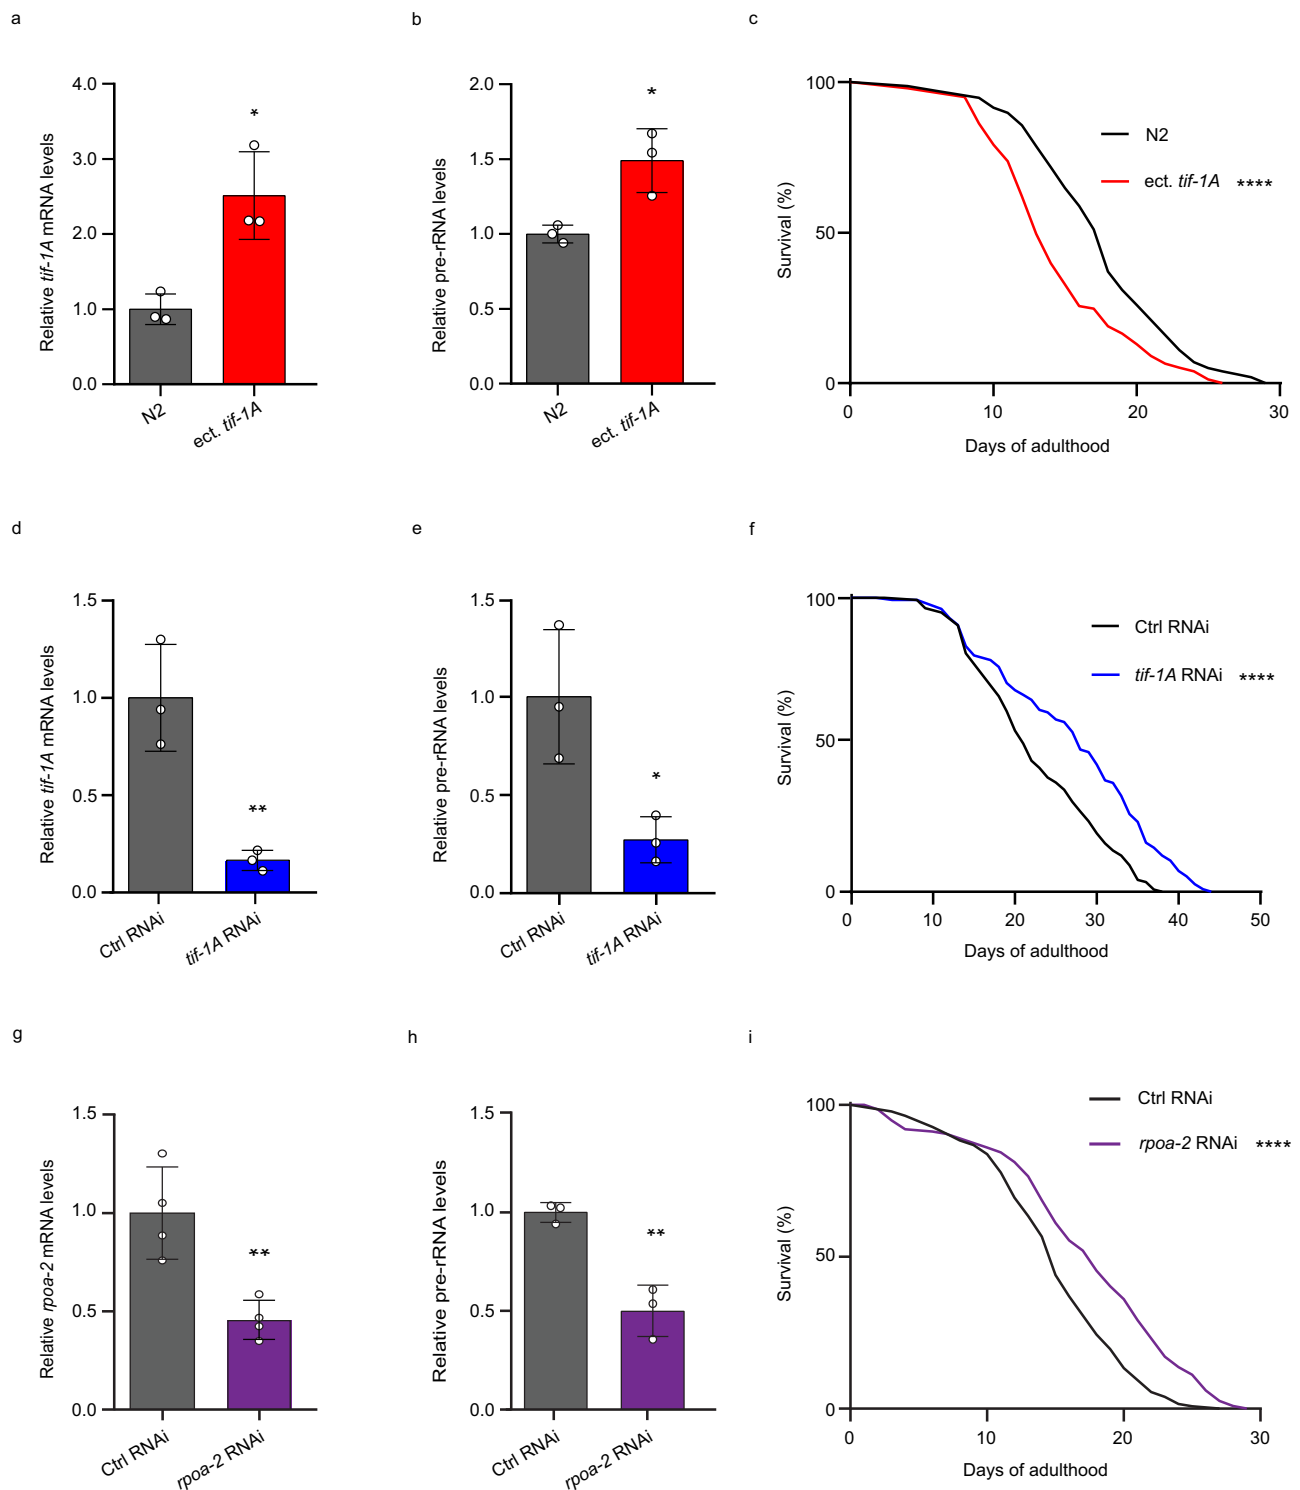 a
b
c
Relative tif-1A mRNA levels
4.0
3.0
2.0
1.0
0.0
*
N2
ect. tif-1A
Relative pre-rRNA levels
2.0
1.5
1.0
0.5
0.0
*
N2
ect. tif-1A
Survival (%)
100
50
0
N2
ect. tif-1A ****
0 10 20 30
Days of adulthood
d
e
f
Relative tif-1A mRNA levels
1.5
1.0
0.5
0.0
**
Ctrl RNAi
tif-1A RNAi
Relative pre-rRNA levels
1.5
1.0
0.5
0.0
*
Ctrl RNAi
tif-1A RNAi
Survival (%)
100
50
0
Ctrl RNAi
tif-1A RNAi ****
0 10 20 30 40 50
Days of adulthood
g
h
i
Relative rpoa-2 mRNA levels
1.5
1.0
0.5
0.0
**
Ctrl RNAi
rpoa-2 RNAi
Relative pre-rRNA levels
1.5
1.0
0.5
0.0
**
Ctrl RNAi
rpoa-2 RNAi
Survival (%)
100
50
0
Ctrl RNAi
rpoa-2 RNAi ****
0 10 20 30
Days of adulthood